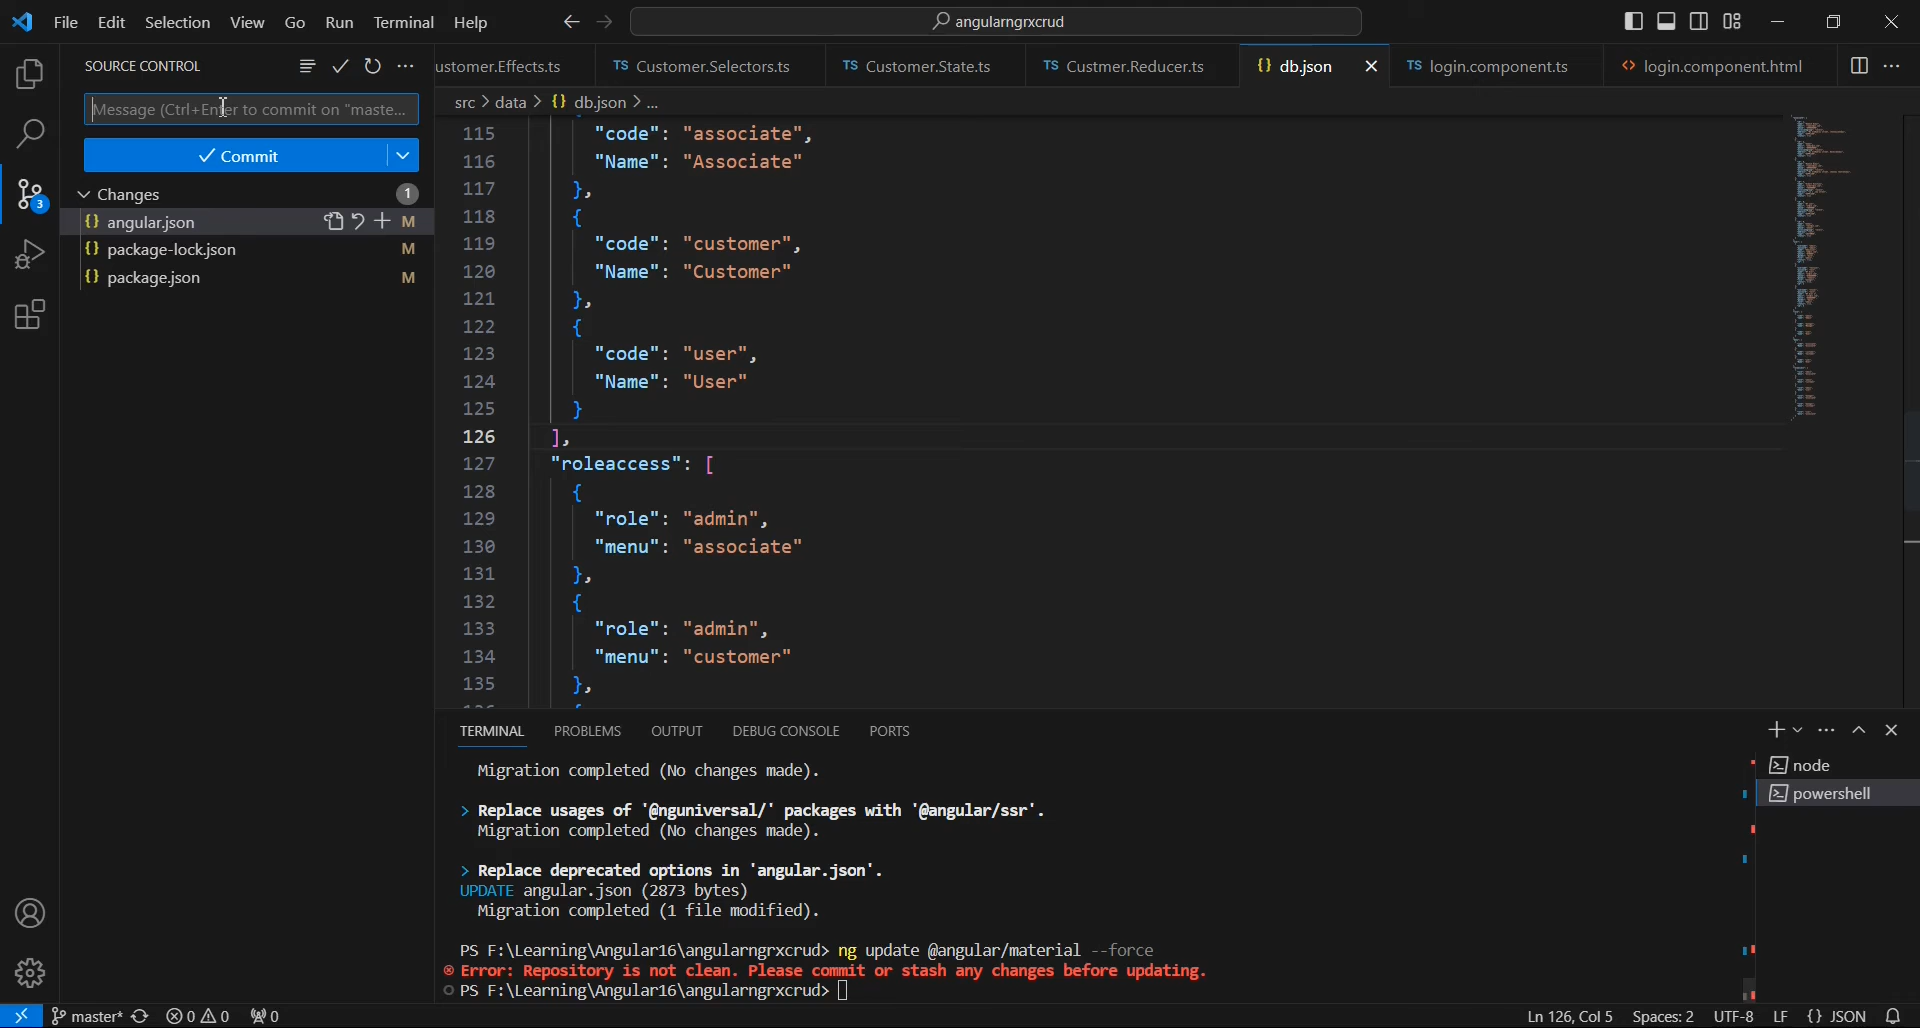 File Edit Selection View Go Run Terminal Help
angularngrxcrud
SOURCE CONTROL
Message (Ctrl+Enter to commit on "maste...
Commit
Changes 1
{} angular.json M
{} package-lock.json M
{} package.json M
3
ustomer.Effects.ts
TS Customer.Selectors.ts
TS Customer.State.ts
TS Custmer.Reducer.ts
{} db.json
TS login.component.ts
<> login.component.html
src > data > {} db.json > ...
115 "code": "associate",
116 "Name": "Associate"
117 },
118 {
119 "code": "customer",
120 "Name": "Customer"
121 },
122 {
123 "code": "user",
124 "Name": "User"
125 }
126 ],
127 "roleaccess": [
128 {
129 "role": "admin",
130 "menu": "associate"
131 },
132 {
133 "role": "admin",
134 "menu": "customer"
135 },
TERMINAL PROBLEMS OUTPUT DEBUG CONSOLE PORTS
node
powershell
Migration completed (No changes made).
> Replace usages of '@nguniversal/' packages with '@angular/ssr'.
Migration completed (No changes made).
> Replace deprecated options in 'angular.json'.
UPDATE angular.json (2873 bytes)
Migration completed (1 file modified).
PS F:\Learning\Angular16\angularngrxcrud> ng update @angular/material --force
Error: Repository is not clean. Please commit or stash any changes before updating.
PS F:\Learning\Angular16\angularngrxcrud>
master* 0 0 0 Ln 126, Col 5 Spaces: 2 UTF-8 LF {} JSON